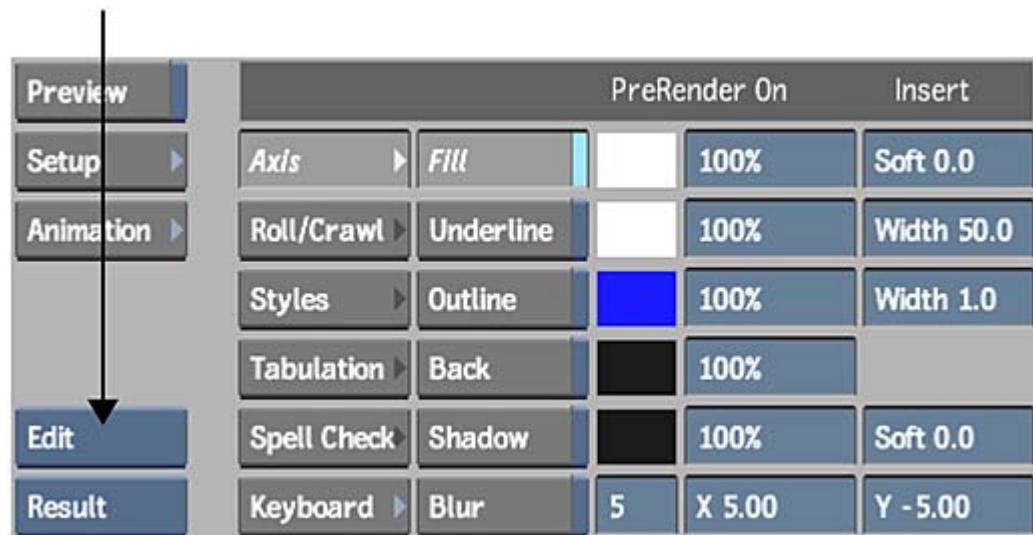 Preview PreRender On Insert
Setup Axis Fill 100% Soft 0.0
Animation Roll/Crawl Underline 100% Width 50.0
Styles Outline 100% Width 1.0
Tabulation Back 100%
Edit Spell Check Shadow 100% Soft 0.0
Result Keyboard Blur 5 X 5.00 Y -5.00